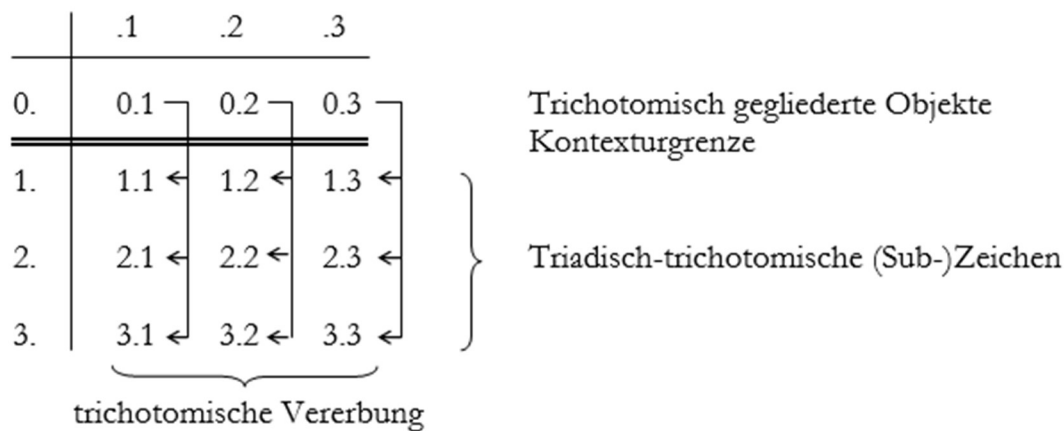 .1 .2 .3
0. 0.1 0.2 0.3 Trichotomisch gegliederte Objekte
Kontexturgrenze
1. 1.1 1.2 1.3
2. 2.1 2.2 2.3 Triadisch-trichotomische (Sub-)Zeichen
3. 3.1 3.2 3.3
trichotomische Vererbung